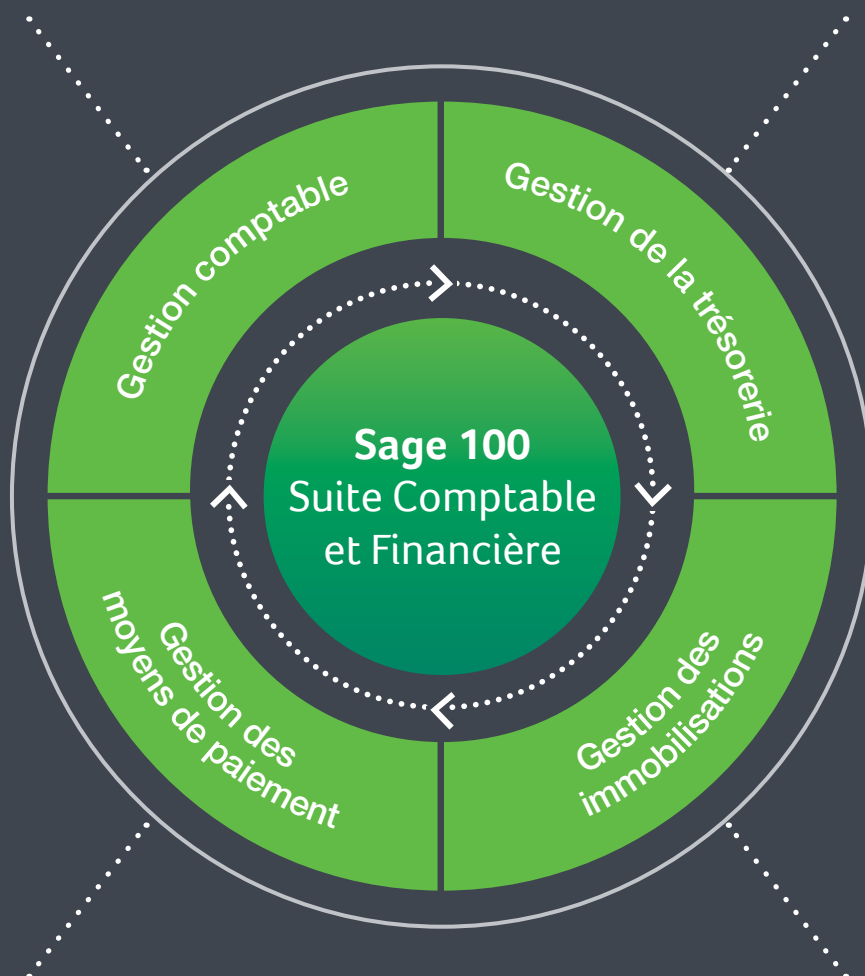 Gestion comptable
Gestion de la trésorerie
Sage 100
Suite Comptable
et Financière
Gestion des
moyens de paiement
Gestion des
immobilisations